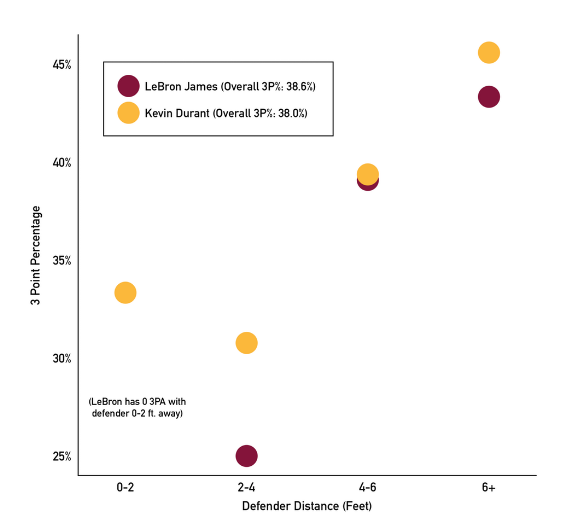 45%
LeBron James (Overall 3P%: 38.6%)
Kevin Durant (Overall 3P%: 38.0%)
40%
35%
3 Point Percentage
30%
(LeBron has 0 3PA with
defender 0-2 ft. away)
25%
0-2 2-4 4-6 6+
Defender Distance (Feet)